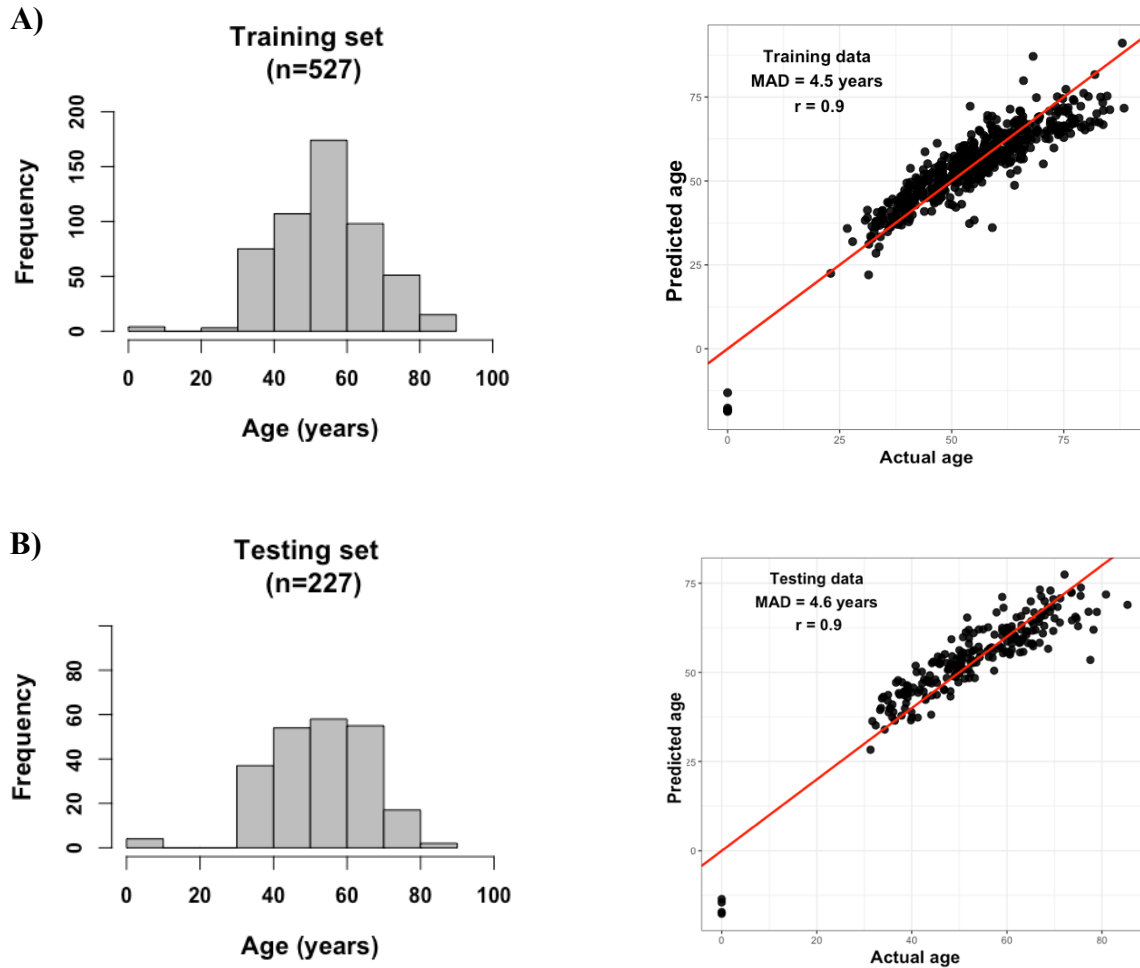 A)
Training set
(n=527)
200
150
100
50
0
Frequency
0 20 40 60 80 100
Age (years)
Training data
MAD = 4.5 years
r = 0.9
75
50
25
0
Predicted age
0 25 50 75
Actual age
B)
Testing set
(n=227)
80
60
40
20
0
Frequency
0 20 40 60 80 100
Age (years)
Testing data
MAD = 4.6 years
r = 0.9
75
50
25
0
Predicted age
0 20 40 60 80
Actual age